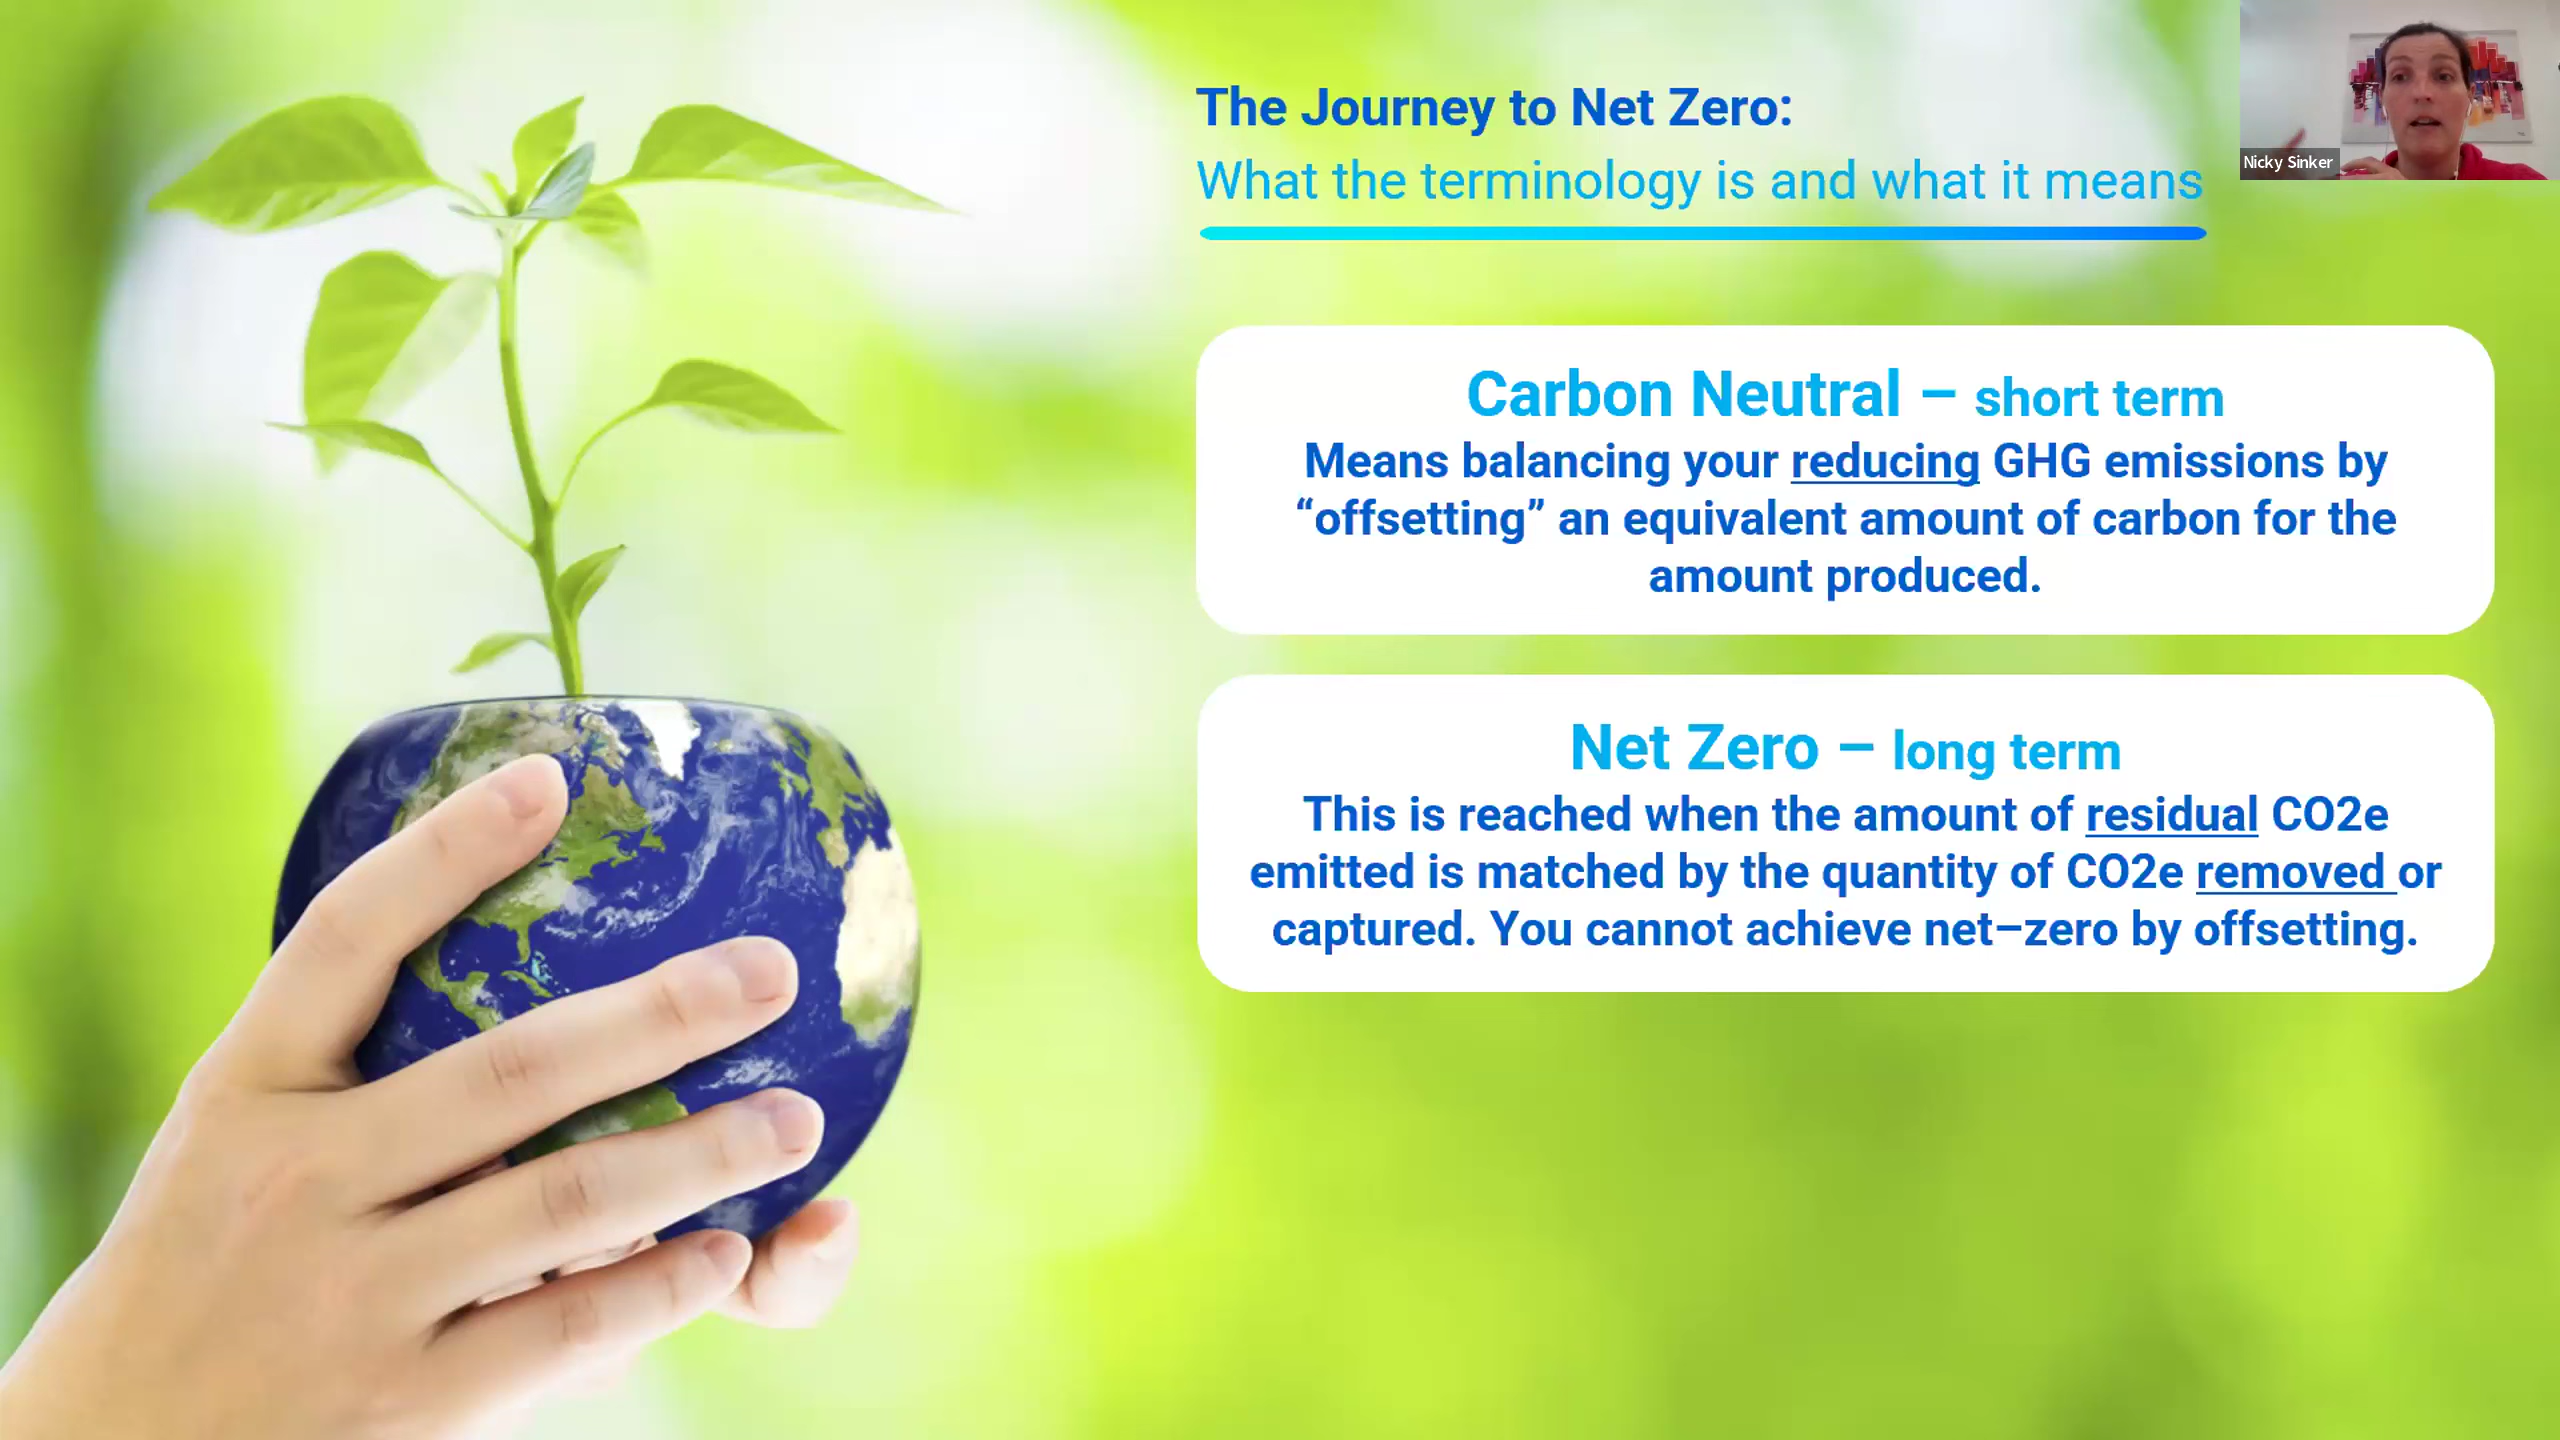 The Journey to Net Zero:
What the terminology is and what it means
Nicky Sinker
Carbon Neutral – short term
Means balancing your reducing GHG emissions by
“offsetting” an equivalent amount of carbon for the
amount produced.
Net Zero – long term
This is reached when the amount of residual CO2e
emitted is matched by the quantity of CO2e removed or
captured. You cannot achieve net–zero by offsetting.